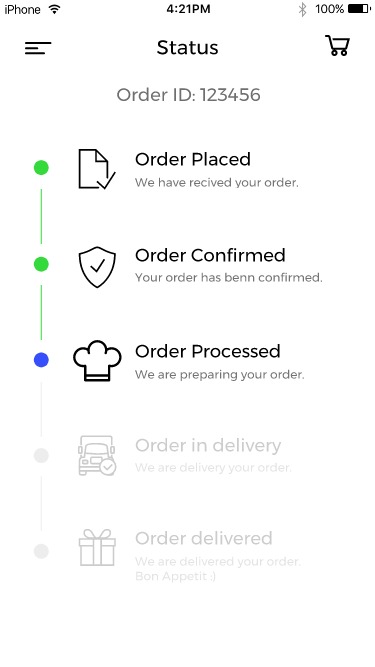 iPhone 4:21PM 100%
Status
Order ID: 123456
Order Placed
We have recived your order.
Order Confirmed
Your order has benn confirmed.
Order Processed
We are preparing your order.
Order in delivery
We are delivery your order.
Order delivered
We are delivered your order.
Bon Appetit ;)